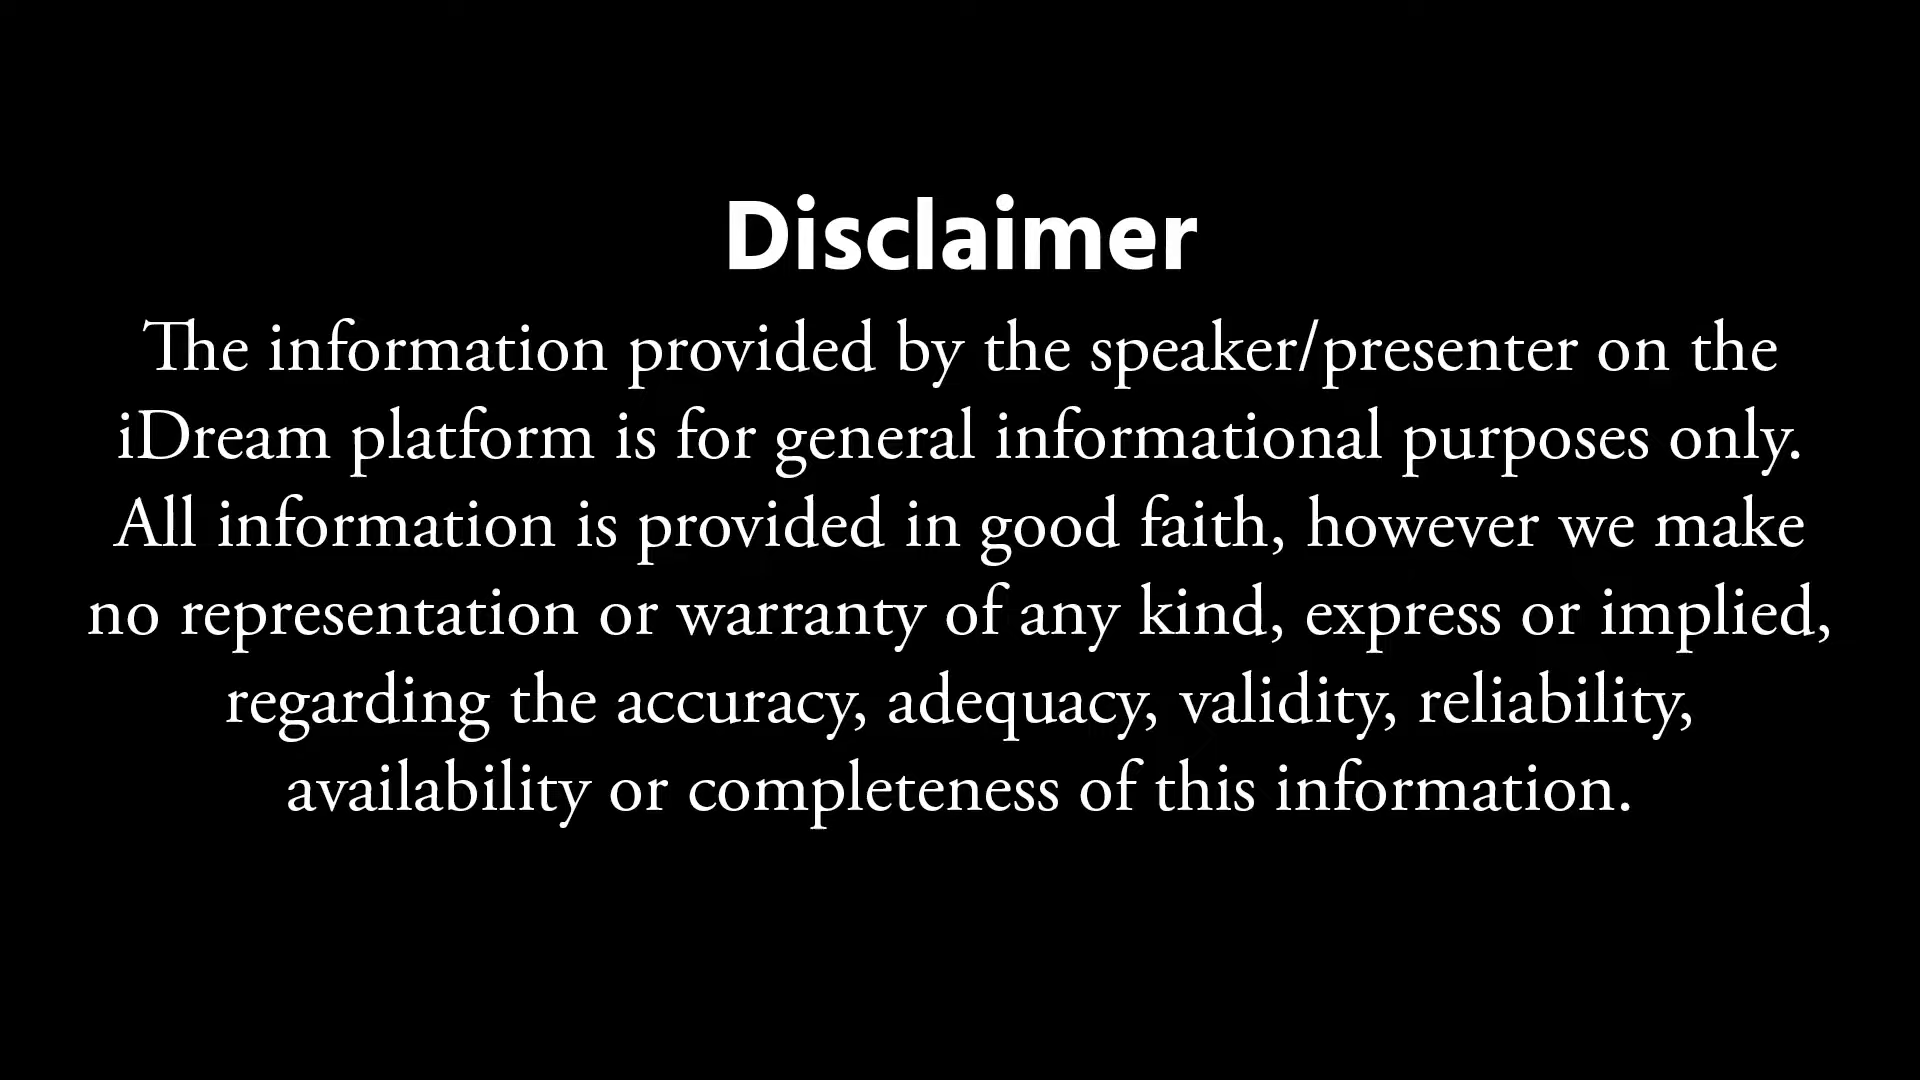 Disclaimer
The information provided by the speaker/presenter on the
iDream platform is for general informational purposes only.
All information is provided in good faith, however we make
no representation or warranty of any kind, express or implied,
regarding the accuracy, adequacy, validity, reliability,
availability or completeness of this information.